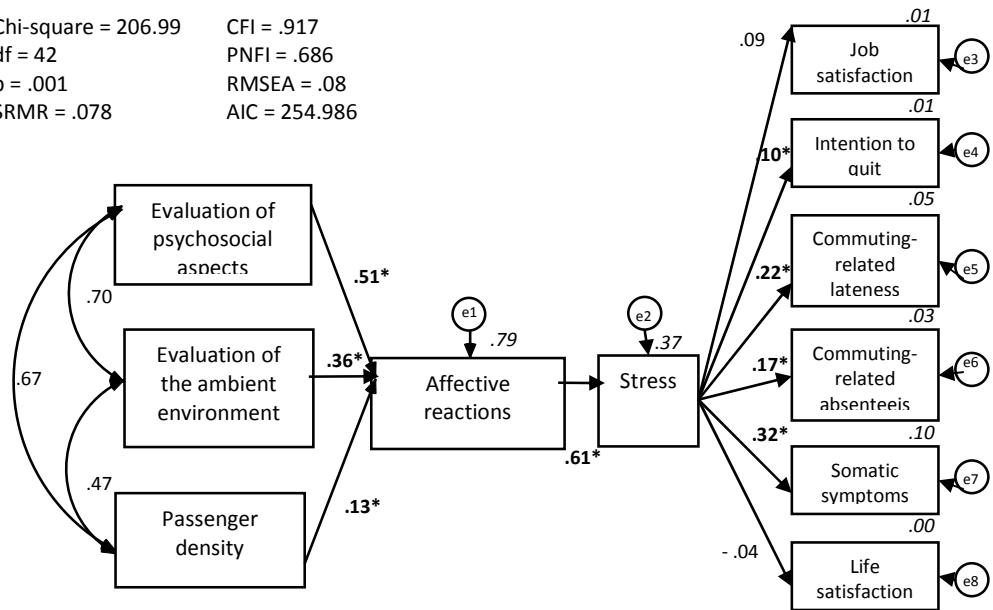 Chi-square = 206.99 CFI = .917
df = 42 PNFI = .686
p = .001 RMSEA = .08
SRMR = .078 AIC = 254.986
Evaluation of
psychosocial
aspects
Evaluation of
the ambient
environment
Passenger
density
.70
.67
.47
.51*
.36*
.13*
e1
.79
Affective
reactions
.61*
e2
.37
Stress
.09
.10*
.22*
.17*
.32*
- .04
.01
Job
satisfaction
e3
.01
Intention to
quit
e4
.05
Commuting-
related
lateness
e5
.03
Commuting-
related
absenteeis
e6
.10
Somatic
symptoms
e7
.00
Life
satisfaction
e8